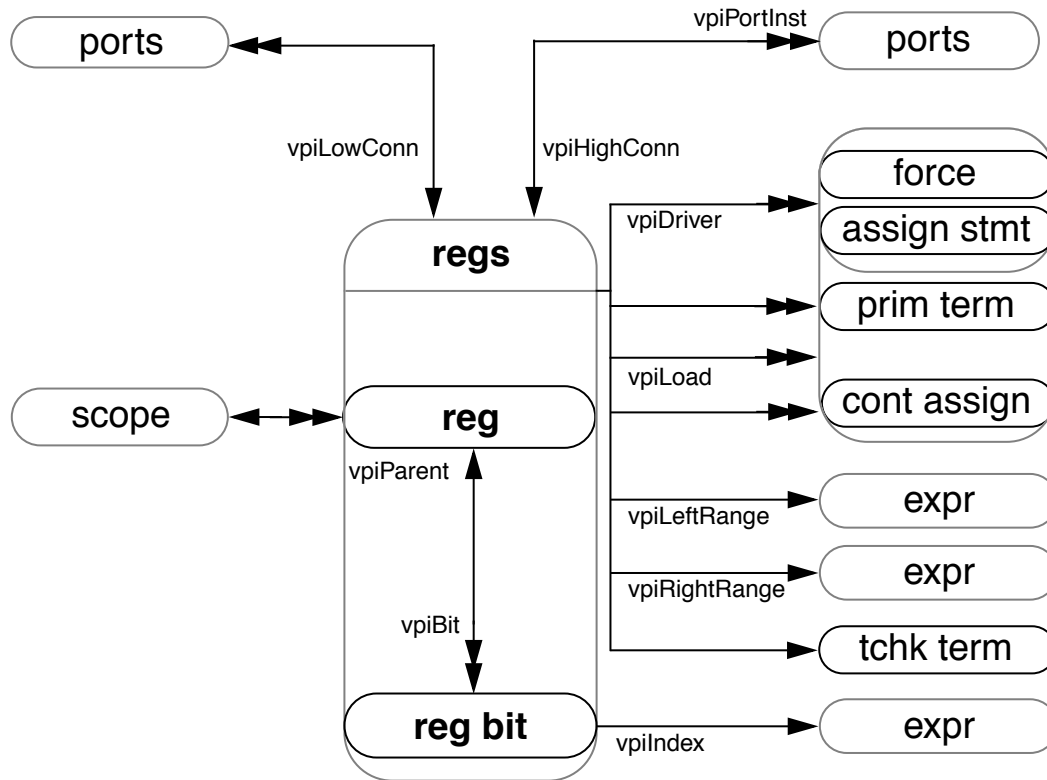 vpiPortInst
ports
ports
vpiLowConn
vpiHighConn
force
vpiDriver
assign stmt
regs
prim term
vpiLoad
scope
reg
cont assign
vpiParent
expr
vpiLeftRange
expr
vpiRightRange
vpiBit
tchk term
reg bit
expr
vpiIndex